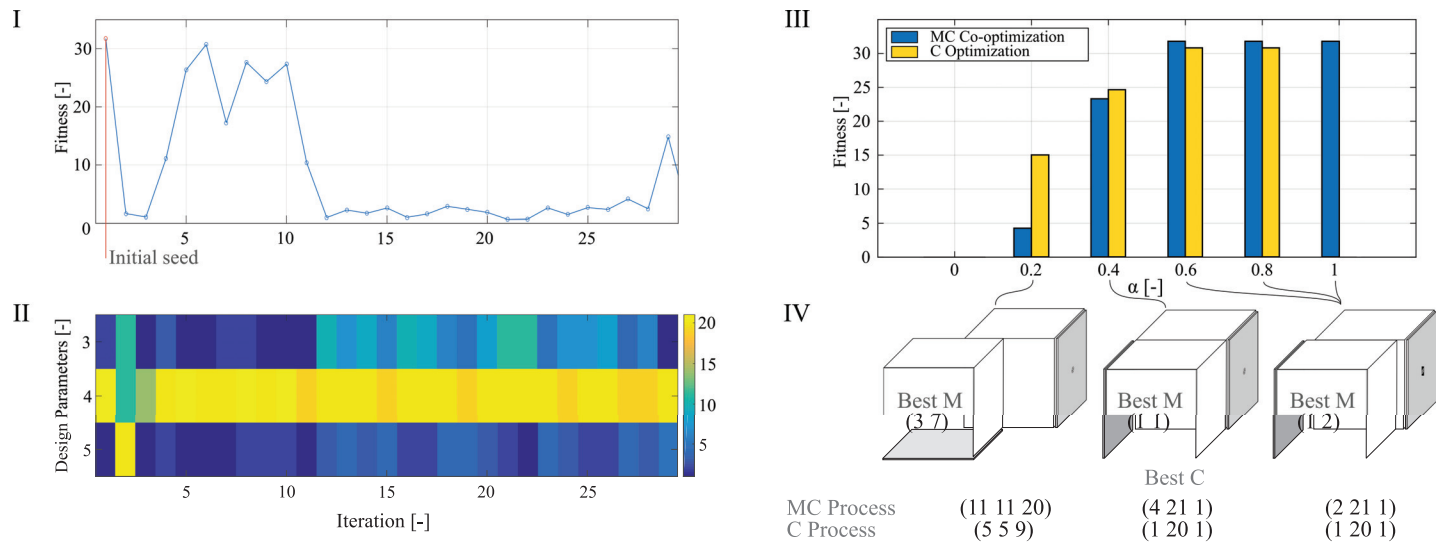 I
Fitness [-]
30
20
10
0
5
10
15
20
25
Initial seed
II
Design Parameters [-]
3
4
5
5
10
15
20
25
Iteration [-]
20
15
10
5
III
MC Co-optimization
C Optimization
Fitness [-]
30
25
20
15
10
5
0
0
0.2
0.4
0.6
0.8
1
α [-]
IV
Best M
Best M
Best M
(3 7)
(1 1)
(1 2)
Best C
MC Process
(11 11 20)
(4 21 1)
(2 21 1)
C Process
(5 5 9)
(1 20 1)
(1 20 1)